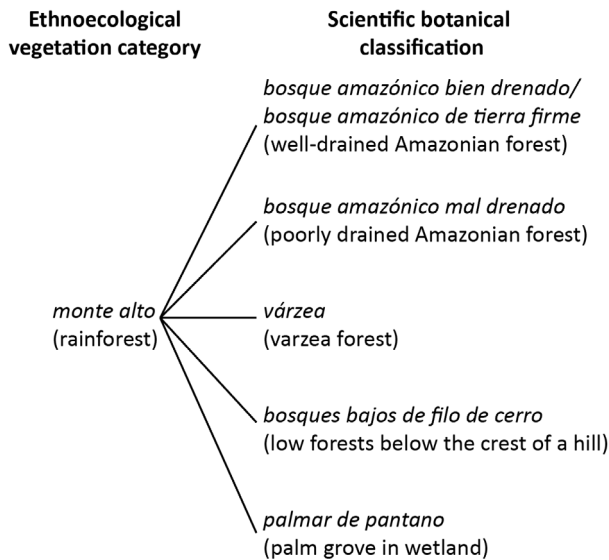 Ethnoecological
vegetation category
Scientific botanical
classification
bosque amazónico bien drenado/
bosque amazónico de tierra firme
(well-drained Amazonian forest)
bosque amazónico mal drenado
(poorly drained Amazonian forest)
monte alto
(rainforest)
várzea
(varzea forest)
bosques bajos de filo de cerro
(low forests below the crest of a hill)
palmar de pantano
(palm grove in wetland)